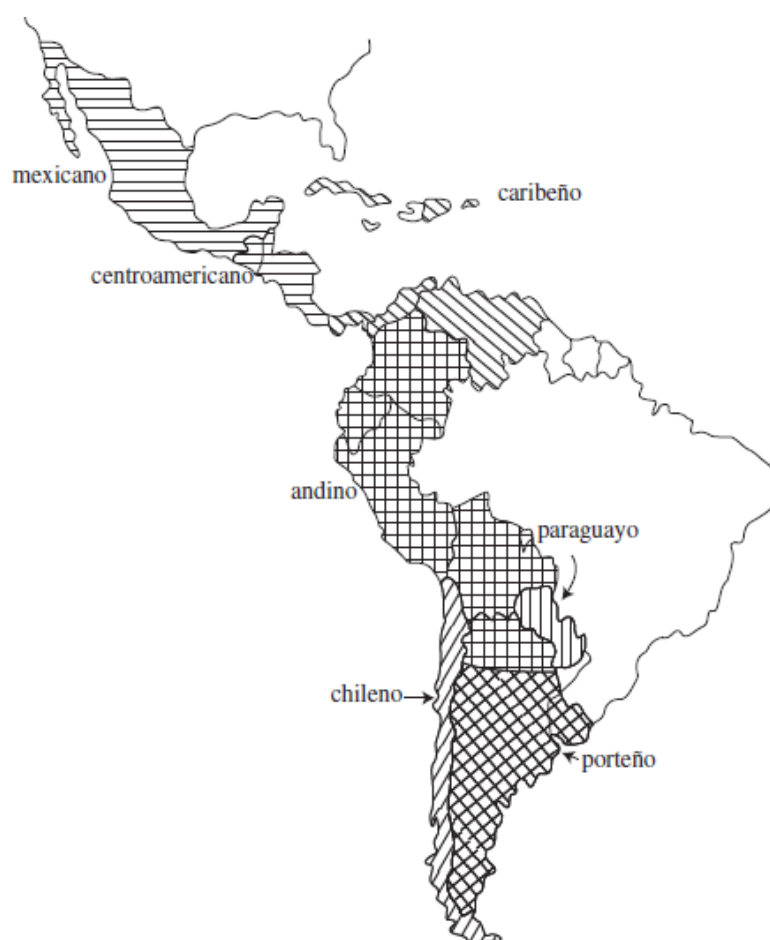 mexicano
caribeño
centroamericano
andino
paraguayo
chileno
porteño